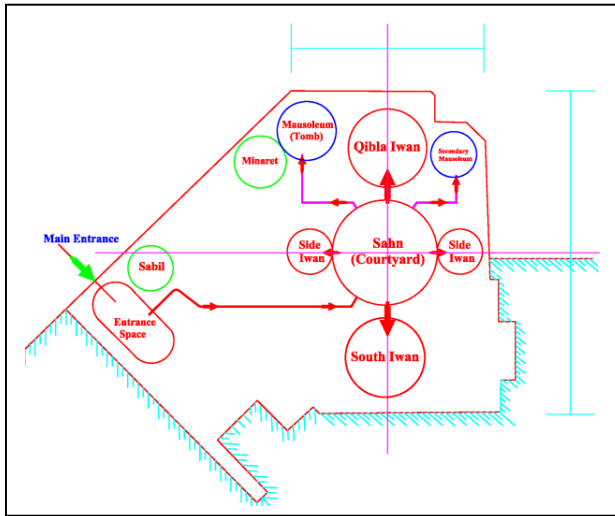 Mausoleum
(Tomb)
Qibla Iwan
Secondary
Mausoleum
Minaret
Main Entrance
Side
Iwan
Sahn
(Courtyard)
Side
Iwan
Sabil
Entrance
Space
South Iwan